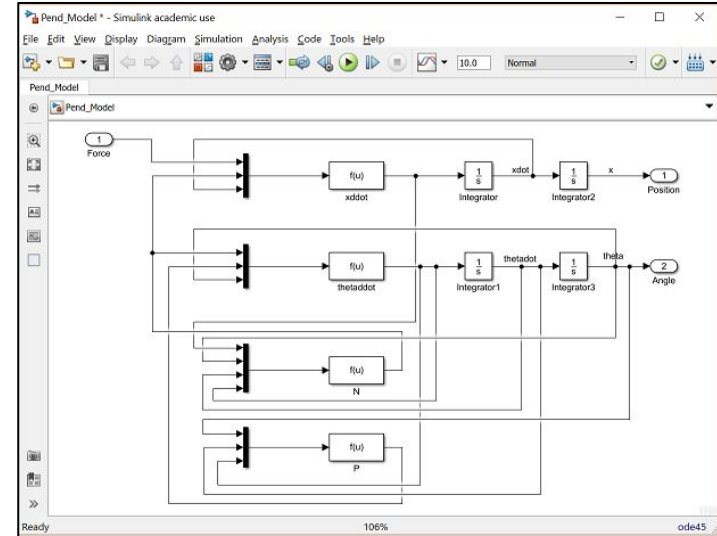 Pend_Model * - Simulink academic use
File Edit View Display Diagram Simulation Analysis Code Tools Help
10.0 Normal
Pend_Model
Pend_Model
1
Force
f(u)
xddot
1
s
Integrator
xdot
1
s
Integrator2
x
1
Position
f(u)
thetaddot
1
s
Integrator1
thetadot
1
s
Integrator3
theta
2
Angle
f(u)
N
f(u)
P
Ready 106% ode45